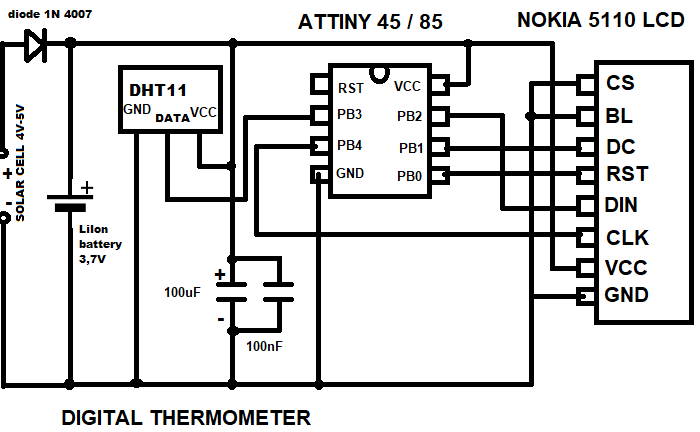 diode 1N 4007
ATTINY 45 / 85
NOKIA 5110 LCD
DHT11
GND
DATA
VCC
RST
VCC
PB3
PB2
PB4
PB1
GND
PB0
CS
BL
DC
RST
DIN
CLK
VCC
GND
SOLAR CELL 4V-5V
+
-
+
LiIon
battery
3,7V
+
100uF
-
100nF
DIGITAL THERMOMETER